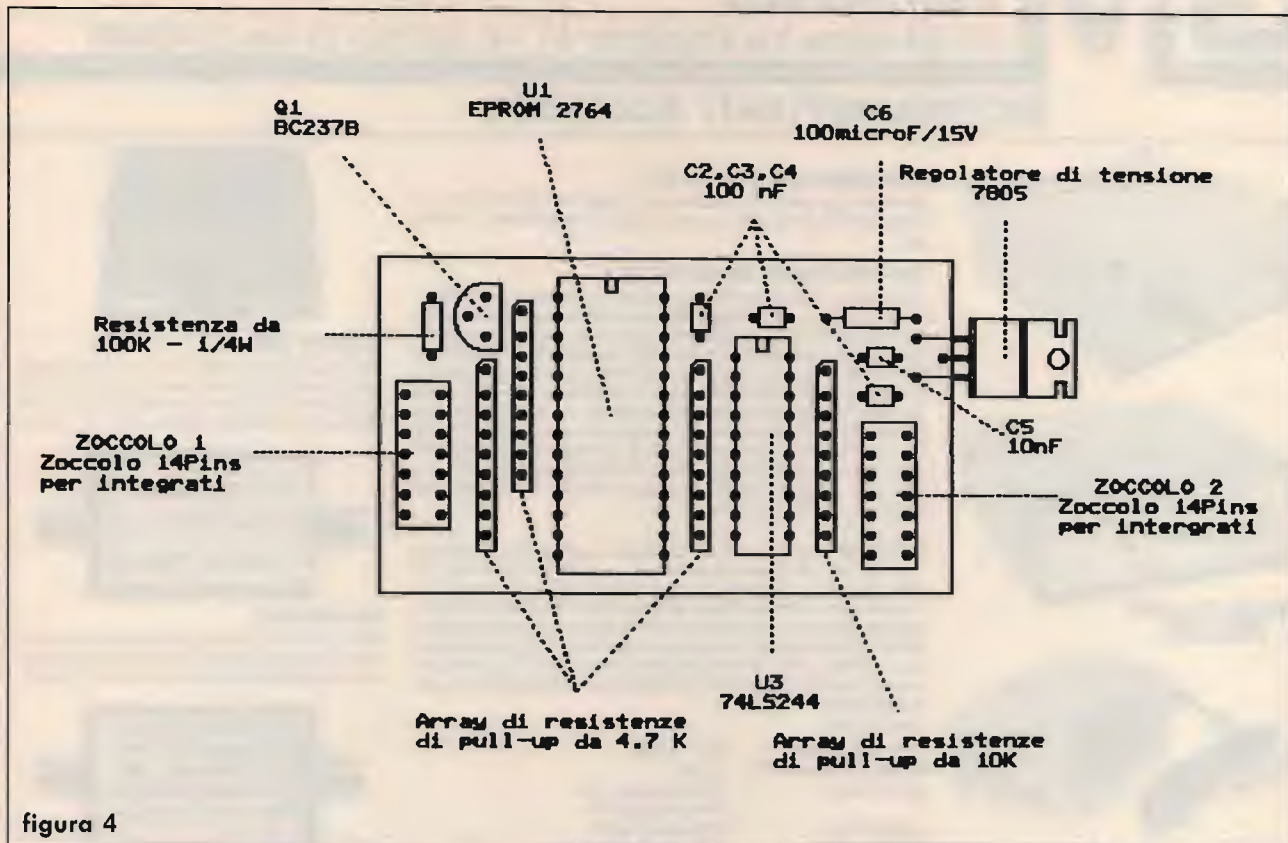 Q1
BC237B
U1
EPROM 2764
C6
100microF/15V
C2,C3,C4
100 nF
Regolatore di tensione
7805
Resistenza da
100K - 1/4W
ZOCCOLO 1
Zoccolo 14Pins
per integrati
C5
10nF
ZOCCOLO 2
Zoccolo 14Pins
per intergrati
U3
74LS244
Array di resistenze
di pull-up da 4.7 K
Array di resistenze
di pull-up da 10K
figura 4